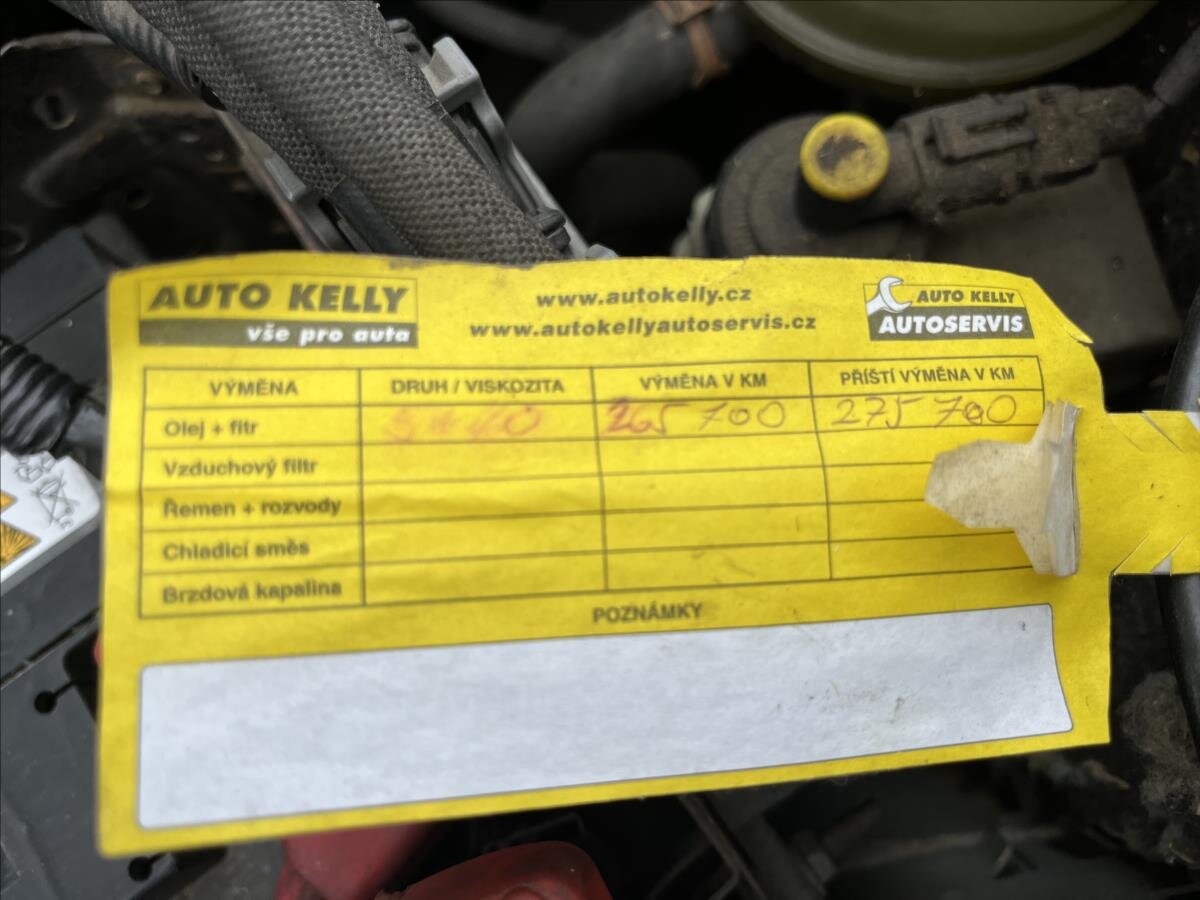 AUTO KELLY
vše pro auta
www.autokelly.cz
www.autokellyautoservis.cz
AUTO KELLY
AUTOSERVIS
VÝMĚNA DRUH / VISKOZITA VÝMĚNA V KM PŘÍŠTÍ VÝMĚNA V KM
Olej + fitr 265 700 275 700
Vzduchový filtr
Řemen + rozvody
Chladicí směs
Brzdová kapalina
POZNÁMKY